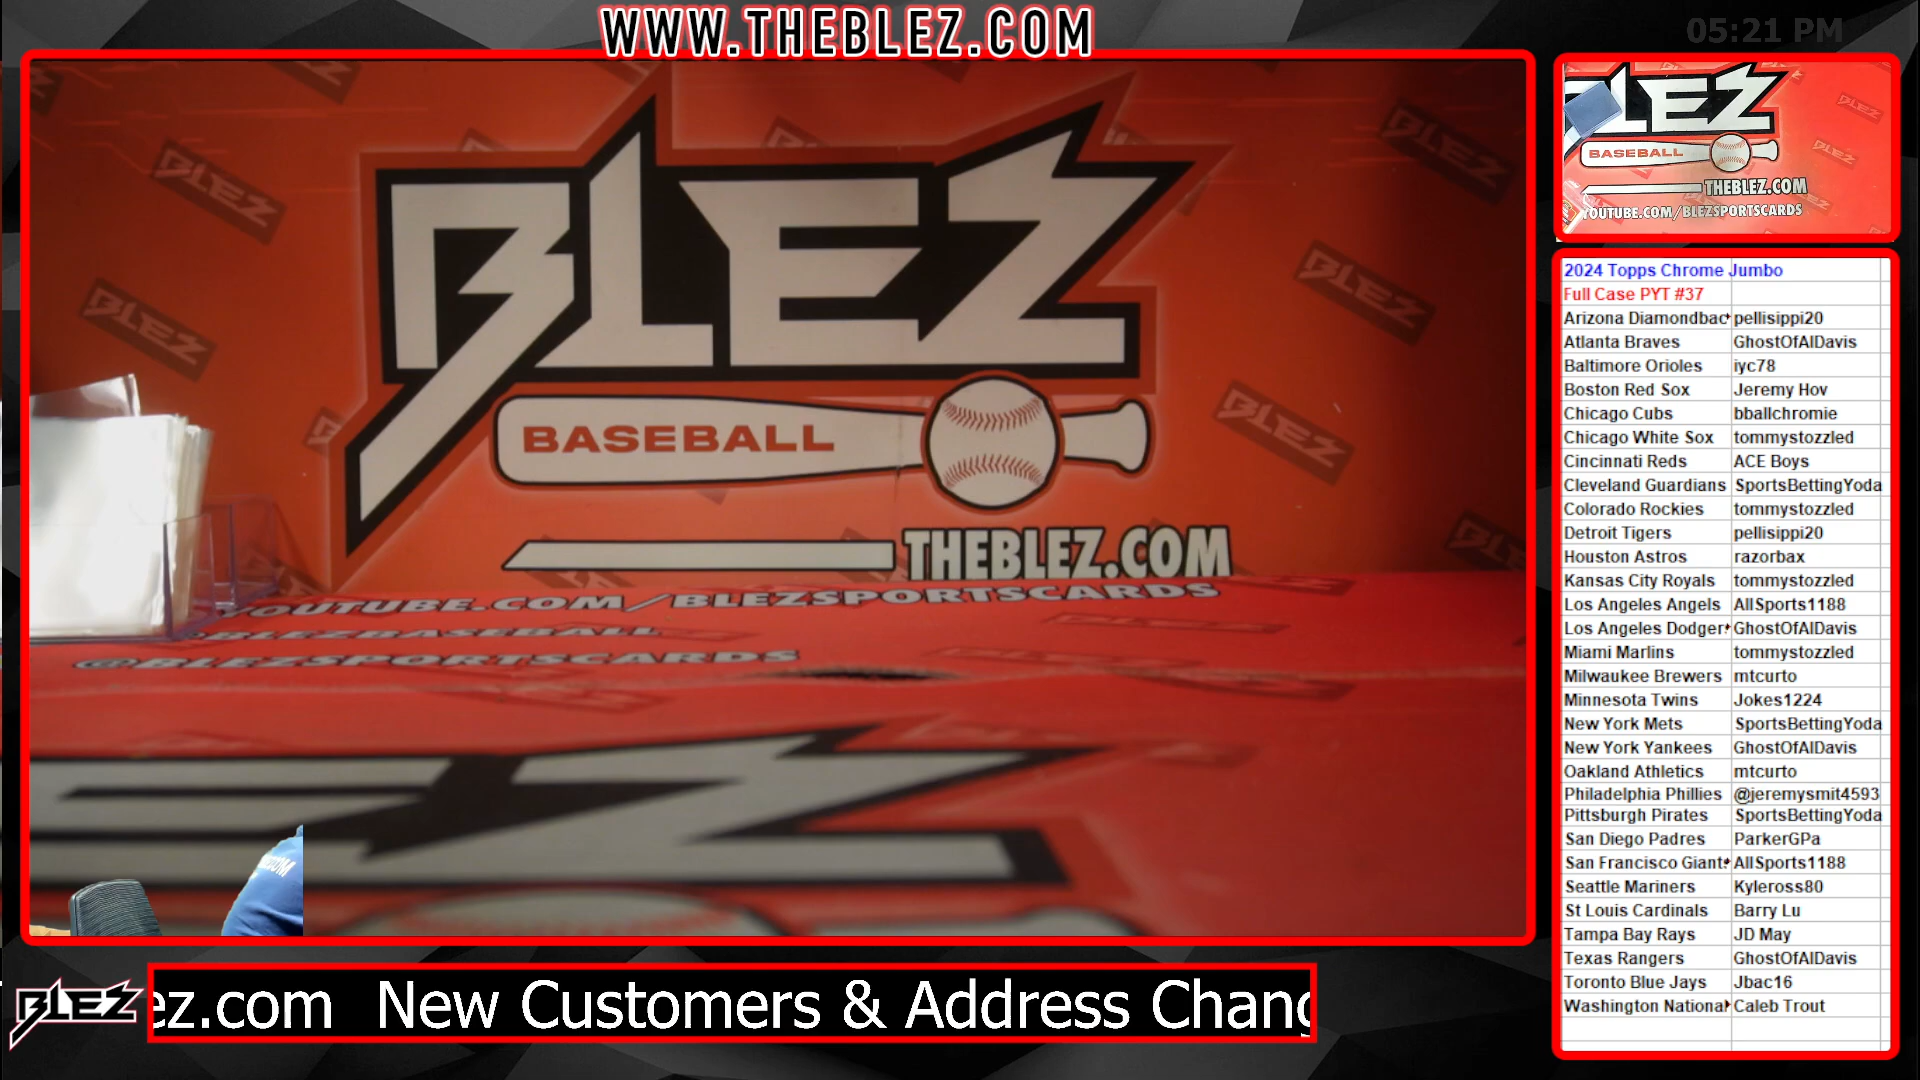 WWW.THEBLEZ.COM
05:21 PM
BLEZ
BASEBALL
THEBLEZ.COM
YOUTUBE.COM/BLEZSPORTSCARDS
@BLEZBASEBALL
@BLEZSPORTSCARDS
BLEZ
BASEBALL
THEBLEZ.COM
YOUTUBE.COM/BLEZSPORTSCARDS
2024 Topps Chrome Jumbo
Full Case PYT #37
Arizona Diamondbac pellisippi20
Atlanta Braves GhostOfAlDavis
Baltimore Orioles iyc78
Boston Red Sox Jeremy Hov
Chicago Cubs bballchromie
Chicago White Sox tommystozzled
Cincinnati Reds ACE Boys
Cleveland Guardians SportsBettingYoda
Colorado Rockies tommystozzled
Detroit Tigers pellisippi20
Houston Astros razorbax
Kansas City Royals tommystozzled
Los Angeles Angels AllSports1188
Los Angeles Dodger GhostOfAlDavis
Miami Marlins tommystozzled
Milwaukee Brewers mtcurto
Minnesota Twins Jokes1224
New York Mets SportsBettingYoda
New York Yankees GhostOfAlDavis
Oakland Athletics mtcurto
Philadelphia Phillies @jeremysmit4593
Pittsburgh Pirates SportsBettingYoda
San Diego Padres ParkerGPa
San Francisco Giant AllSports1188
Seattle Mariners Kyleross80
St Louis Cardinals Barry Lu
Tampa Bay Rays JD May
Texas Rangers GhostOfAlDavis
Toronto Blue Jays Jbac16
Washington National Caleb Trout
BLEZ
ez.com New Customers & Address Chang